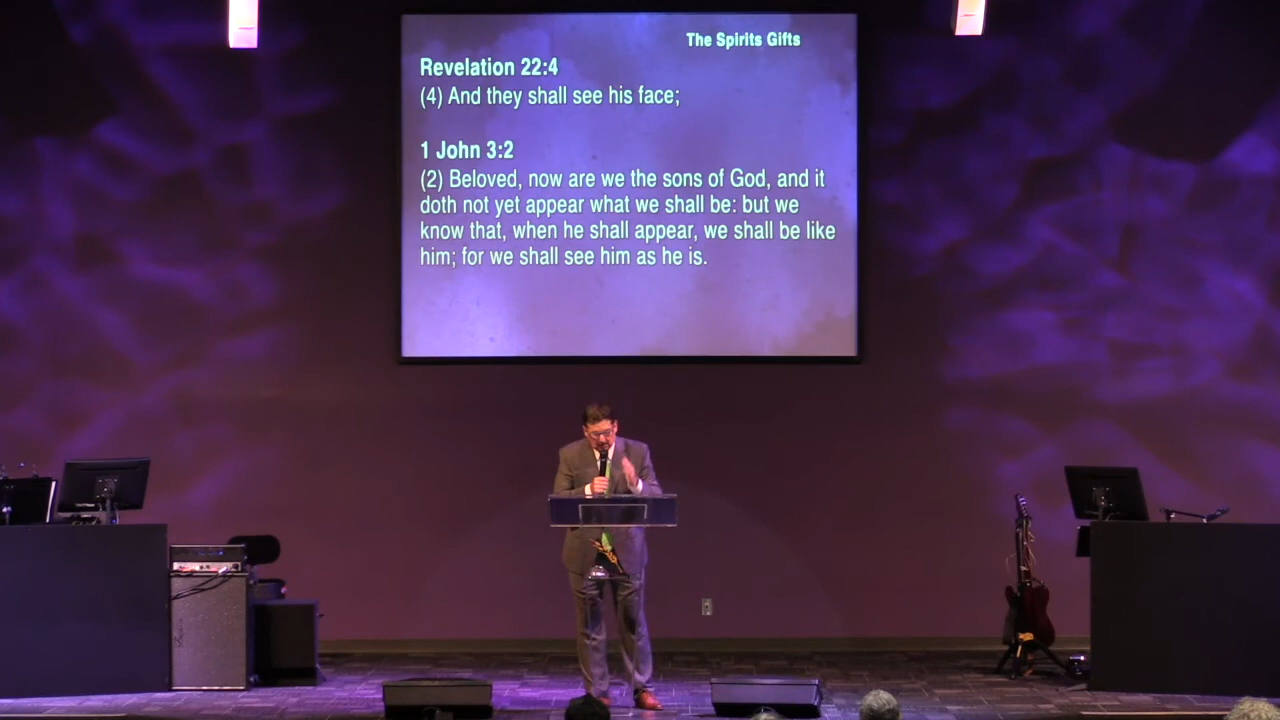 The Spirits Gifts
Revelation 22:4
(4) And they shall see his face;
1 John 3:2
(2) Beloved, now are we the sons of God, and it
doth not yet appear what we shall be: but we
know that, when he shall appear, we shall be like
him; for we shall see him as he is.